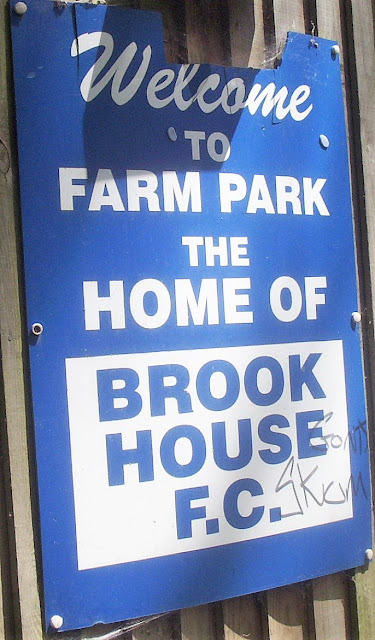 Welcome
TO
FARM PARK
THE
HOME OF
BROOK
HOUSE
F.C.